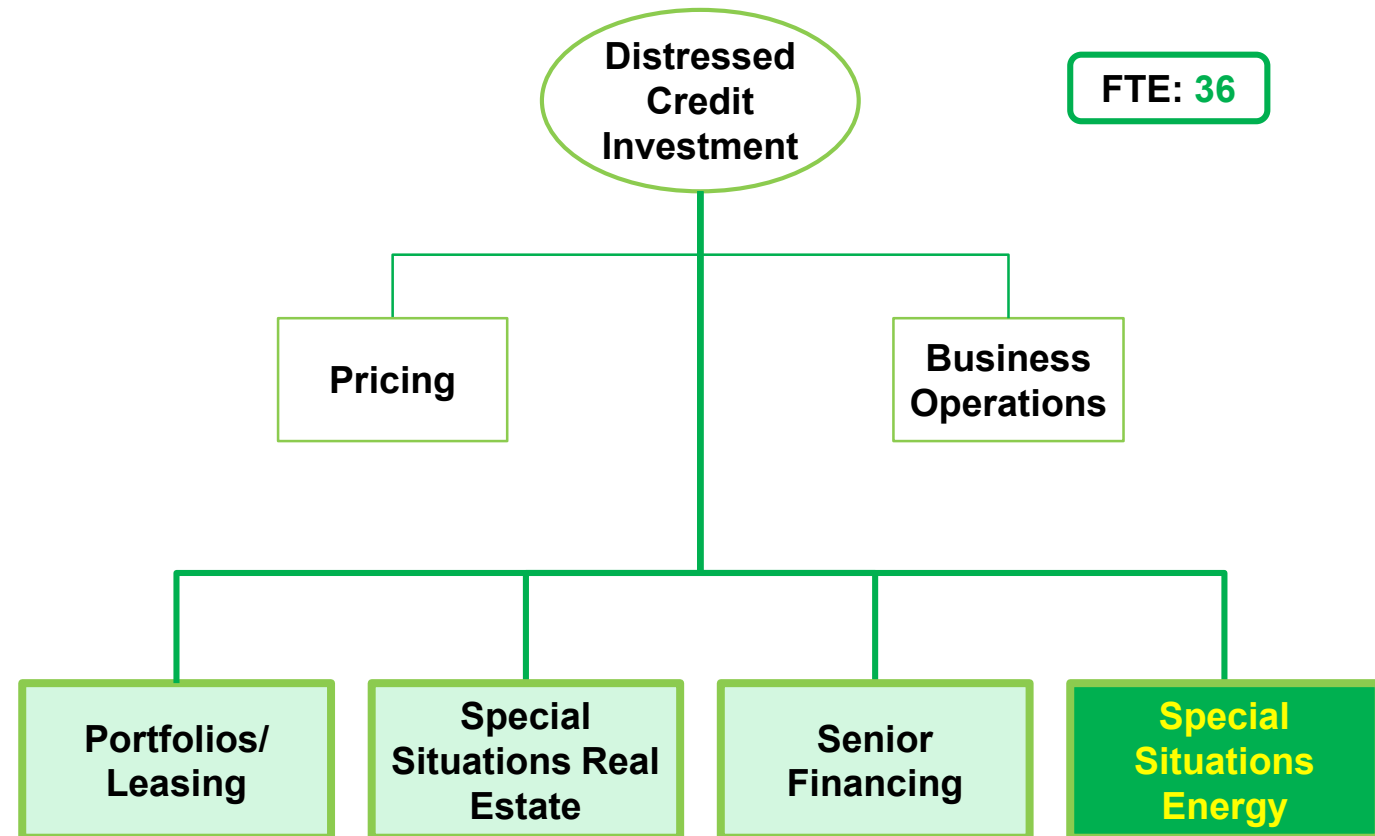 Distressed
Credit
Investment
FTE: 36
Pricing
Business
Operations
Portfolios/
Leasing
Special
Situations Real
Estate
Senior
Financing
Special
Situations
Energy